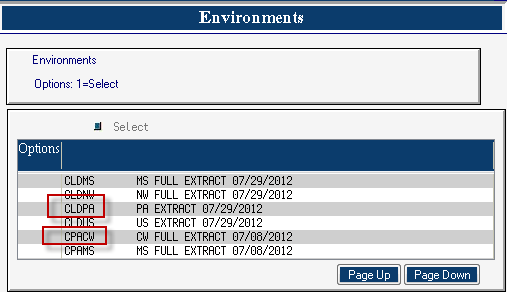 Environments
Environments
Options: 1=Select
Select
Options
CLDMS MS FULL EXTRACT 07/29/2012
CLDNW NW FULL EXTRACT 07/29/2012
CLDPA PA EXTRACT 07/29/2012
CLDUS US EXTRACT 07/29/2012
CPACW CW FULL EXTRACT 07/08/2012
CPAMS MS FULL EXTRACT 07/08/2012
Page Up Page Down